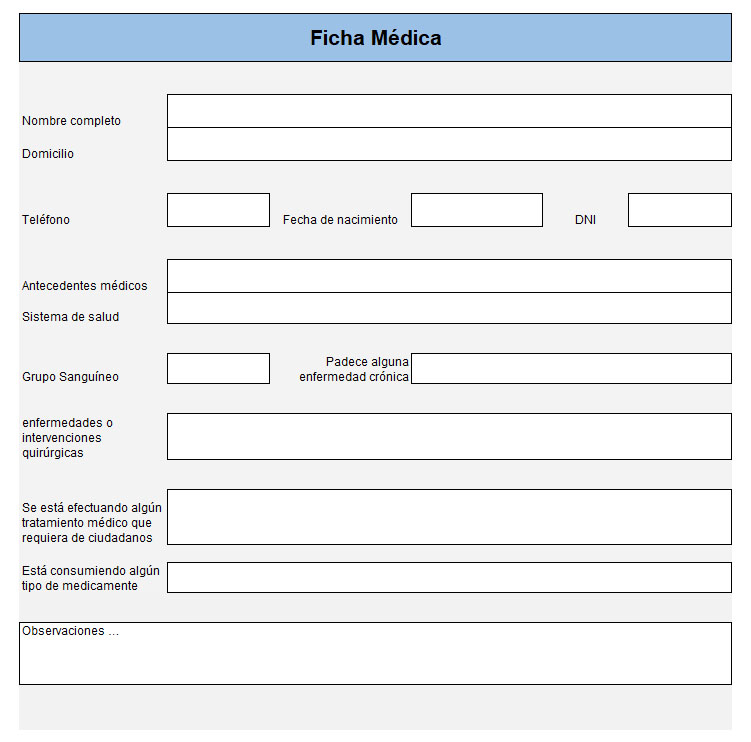 Ficha Médica
Nombre completo
Domicilio
Teléfono Fecha de nacimiento DNI
Antecedentes médicos
Sistema de salud
Grupo Sanguíneo
Padece alguna
enfermedad crónica
enfermedades o
intervenciones
quirúrgicas
Se está efectuando algún
tratamiento médico que
requiera de ciudadanos
Está consumiendo algún
tipo de medicamente
Observaciones ...